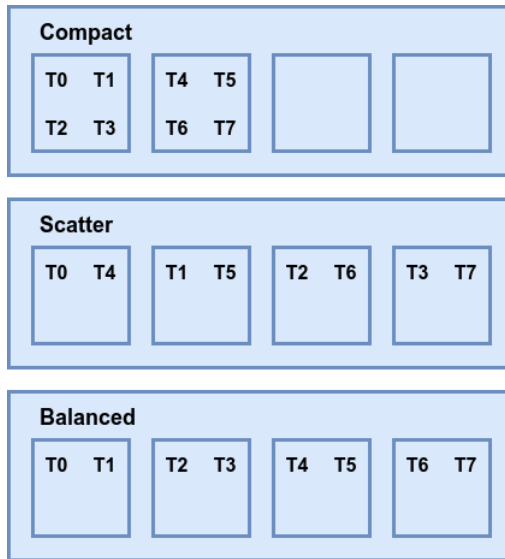 Compact
T0 T1 T4 T5
T2 T3 T6 T7
Scatter
T0 T4 T1 T5 T2 T6 T3 T7
Balanced
T0 T1 T2 T3 T4 T5 T6 T7